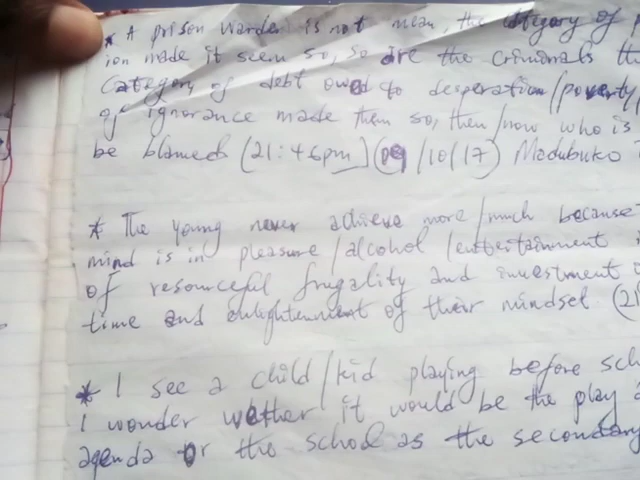 * A prison warder is not mean, the category of p
ion made it seem so, so are the criminals th
category of debt owed to desperation/poverty/
of ignorance made them so, then/now who is
be blamed (21:46pm) (09/10/17) Madubuko
* The young never achieve more/much because
mind is in pleasure/alcohol/entertainment i
of resourceful frugality and investment i
time and enlightenment of their mindset. (21
* I see a child/kid playing before sch
I wonder wether it would be the play a
agenda or the school as the secondary